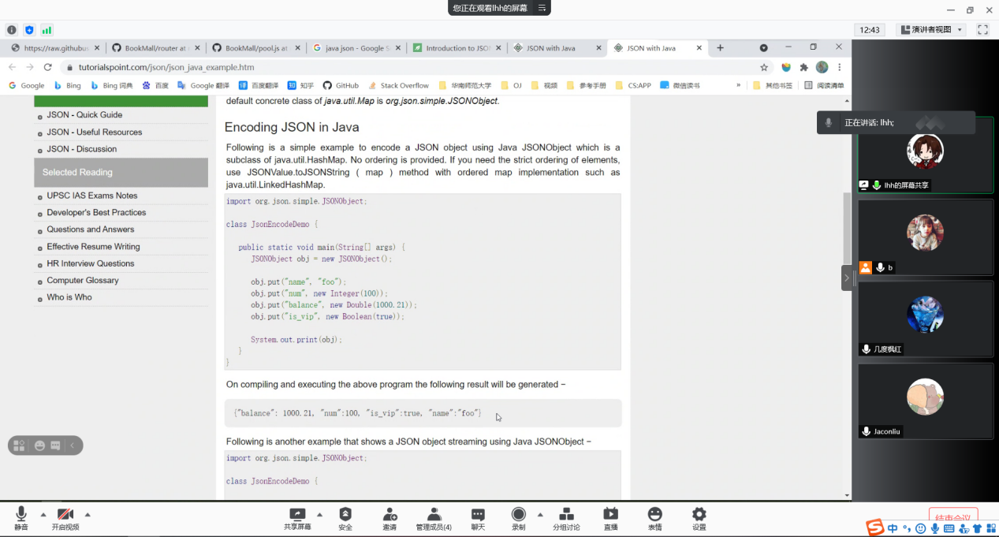 您正在观看lhh的屏幕
12:43
演讲者视图
https://raw.githubus
BookMall/router at
BookMall/pool.js at
java json - Google S
Introduction to JSO
JSON with Java
JSON with Java
tutorialspoint.com/json/json_java_example.htm
Google
Bing
Bing 词典
百度
Google 翻译
百度翻译
知乎
GitHub
Stack Overflow
华南师范大学
OJ
视频
参考手册
CS:APP
微信读书
»
其他书签
阅读清单
JSON - Quick Guide
JSON - Useful Resources
JSON - Discussion
Selected Reading
UPSC IAS Exams Notes
Developer's Best Practices
Questions and Answers
Effective Resume Writing
HR Interview Questions
Computer Glossary
Who is Who
default concrete class of java.util.Map is org.json.simple.JSONObject.
Encoding JSON in Java
Following is a simple example to encode a JSON object using Java JSONObject which is a
subclass of java.util.HashMap. No ordering is provided. If you need the strict ordering of elements,
use JSONValue.toJSONString ( map ) method with ordered map implementation such as
java.util.LinkedHashMap.
import org.json.simple.JSONObject;
class JsonEncodeDemo {
public static void main(String[] args) {
JSONObject obj = new JSONObject();
obj.put("name", "foo");
obj.put("num", new Integer(100));
obj.put("balance", new Double(1000.21));
obj.put("is_vip", new Boolean(true));
System.out.print(obj);
}
}
On compiling and executing the above program the following result will be generated −
{"balance": 1000.21, "num":100, "is_vip":true, "name":"foo"}
Following is another example that shows a JSON object streaming using Java JSONObject −
import org.json.simple.JSONObject;
class JsonEncodeDemo {
正在讲话: lhh;
lhh的屏幕共享
b
几度枫红
Jaconliu
静音
开启视频
共享屏幕
安全
邀请
管理成员(4)
聊天
录制
分组讨论
直播
表情
设置
结束会议
中